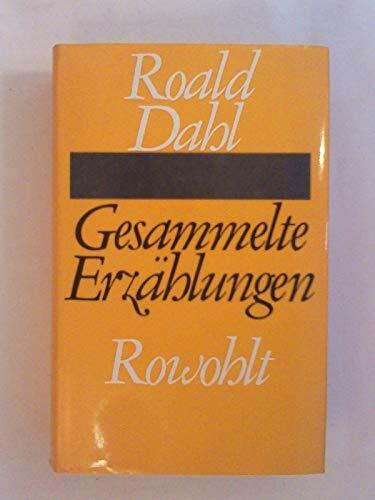 Roald
Dahl
Gesammelte
Erzählungen
Rowohlt